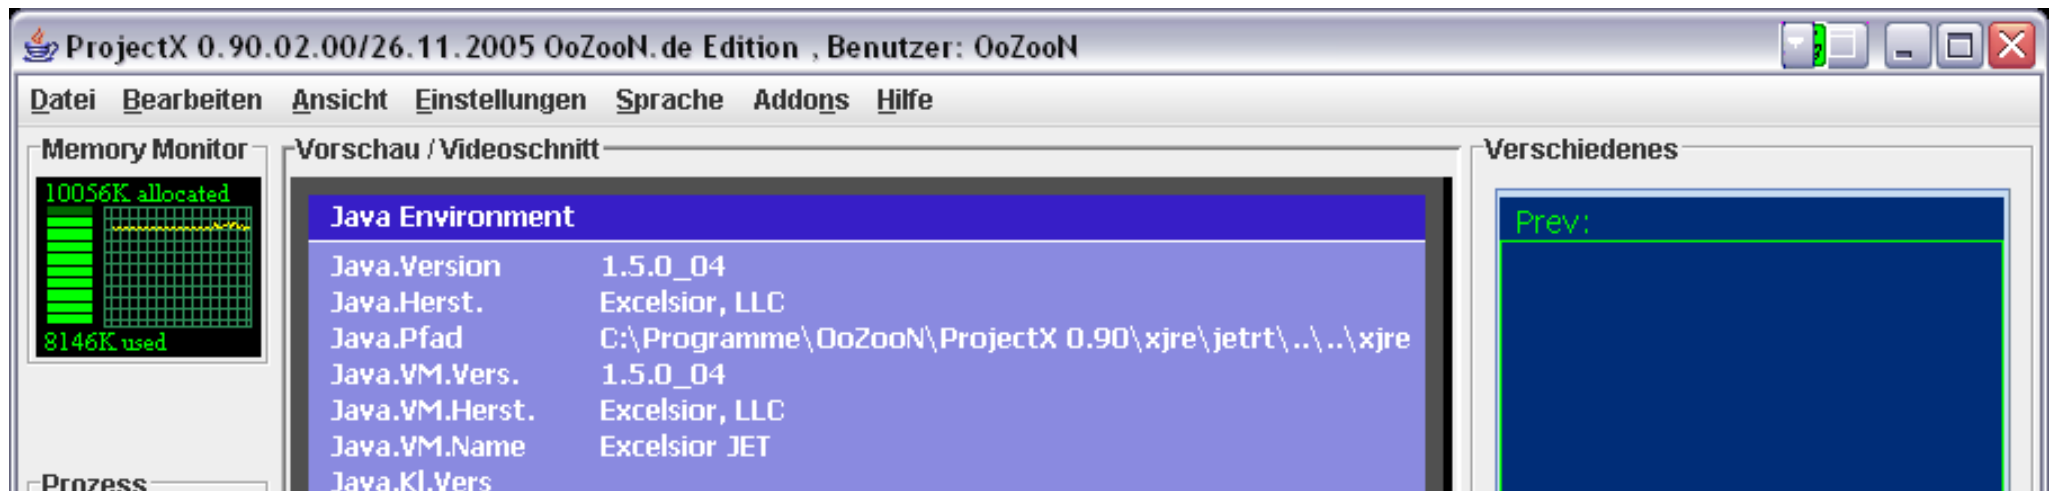 ProjectX 0.90.02.00/26.11.2005 OoZooN.de Edition , Benutzer: OoZooN
Datei Bearbeiten Ansicht Einstellungen Sprache Addons Hilfe
Memory Monitor
10056K allocated
8146K used
Prozess
Vorschau / Videoschnitt
Java Environment
Java.Version 1.5.0_04
Java.Herst. Excelsior, LLC
Java.Pfad C:\Programme\OoZooN\ProjectX 0.90\xjre\jetrt\..\..\xjre
Java.VM.Vers. 1.5.0_04
Java.VM.Herst. Excelsior, LLC
Java.VM.Name Excelsior JET
Java.Kl.Vers
Verschiedenes
Prev: